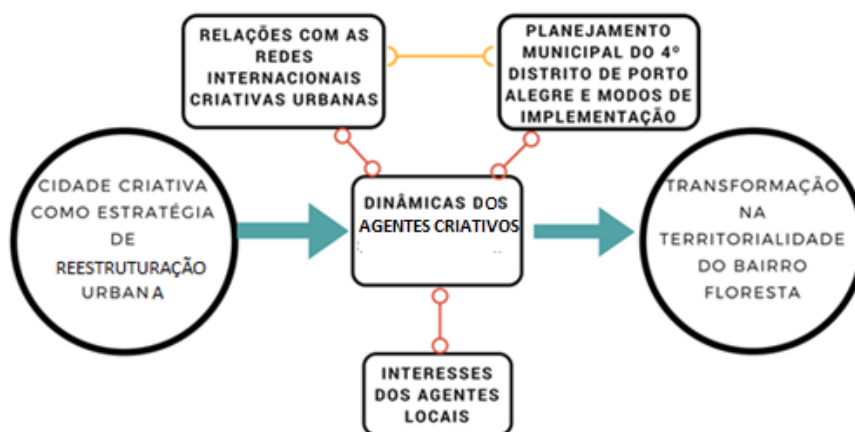 RELAÇÕES COM AS
REDES
INTERNACIONAIS
CRIATIVAS URBANAS
PLANEJAMENTO
MUNICIPAL DO 4º
DISTRITO DE PORTO
ALEGRE E MODOS DE
IMPLEMENTAÇÃO
CIDADE CRIATIVA
COMO ESTRATÉGIA
DE
REESTRUTURAÇÃO
URBANA
DINÂMICAS DOS
AGENTES CRIATIVOS
TRANSFORMAÇÃO
NA
TERRITORIALIDADE
DO BAIRRO
FLORESTA
INTERESSES
DOS AGENTES
LOCAIS